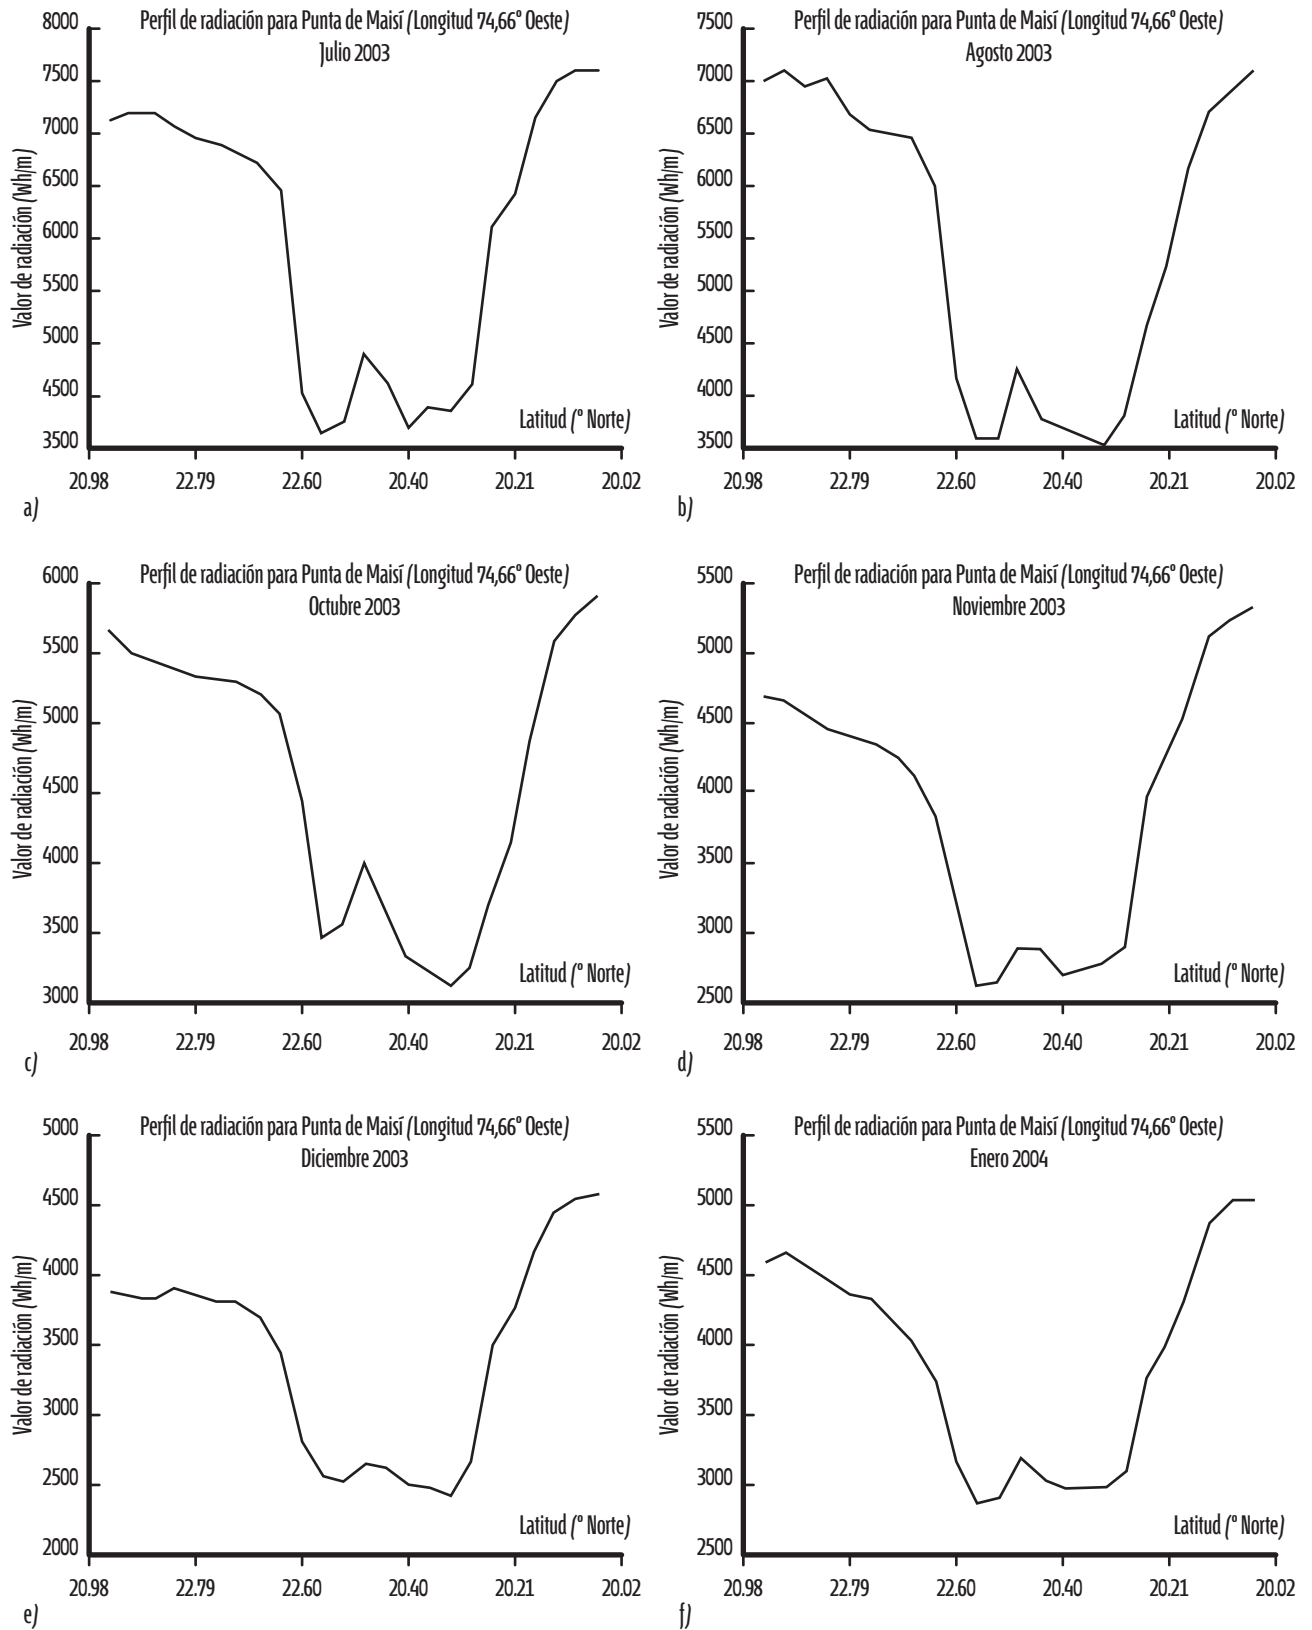 Perfil de radiación para Punta de Maisí (Longitud 74,66° Oeste)
Julio 2003
Valor de radiación (Wh/m)
8000
7500
7000
6500
6000
5500
5000
4500
3500
Latitud (° Norte)
20.98 22.79 22.60 20.40 20.21 20.02
a)
Perfil de radiación para Punta de Maisí (Longitud 74,66° Oeste)
Agosto 2003
Valor de radiación (Wh/m)
7500
7000
6500
6000
5500
5000
4500
4000
3500
Latitud (° Norte)
20.98 22.79 22.60 20.40 20.21 20.02
b)
Perfil de radiación para Punta de Maisí (Longitud 74,66° Oeste)
Octubre 2003
Valor de radiación (Wh/m)
6000
5500
5000
4500
4000
3500
3000
Latitud (° Norte)
20.98 22.79 22.60 20.40 20.21 20.02
c)
Perfil de radiación para Punta de Maisí (Longitud 74,66° Oeste)
Noviembre 2003
Valor de radiación (Wh/m)
5500
5000
4500
4000
3500
3000
2500
Latitud (° Norte)
20.98 22.79 22.60 20.40 20.21 20.02
d)
Perfil de radiación para Punta de Maisí (Longitud 74,66° Oeste)
Diciembre 2003
Valor de radiación (Wh/m)
5000
4500
4000
3500
3000
2500
2000
Latitud (° Norte)
20.98 22.79 22.60 20.40 20.21 20.02
e)
Perfil de radiación para Punta de Maisí (Longitud 74,66° Oeste)
Enero 2004
Valor de radiación (Wh/m)
5500
5000
4500
4000
3500
3000
2500
Latitud (° Norte)
20.98 22.79 22.60 20.40 20.21 20.02
f)